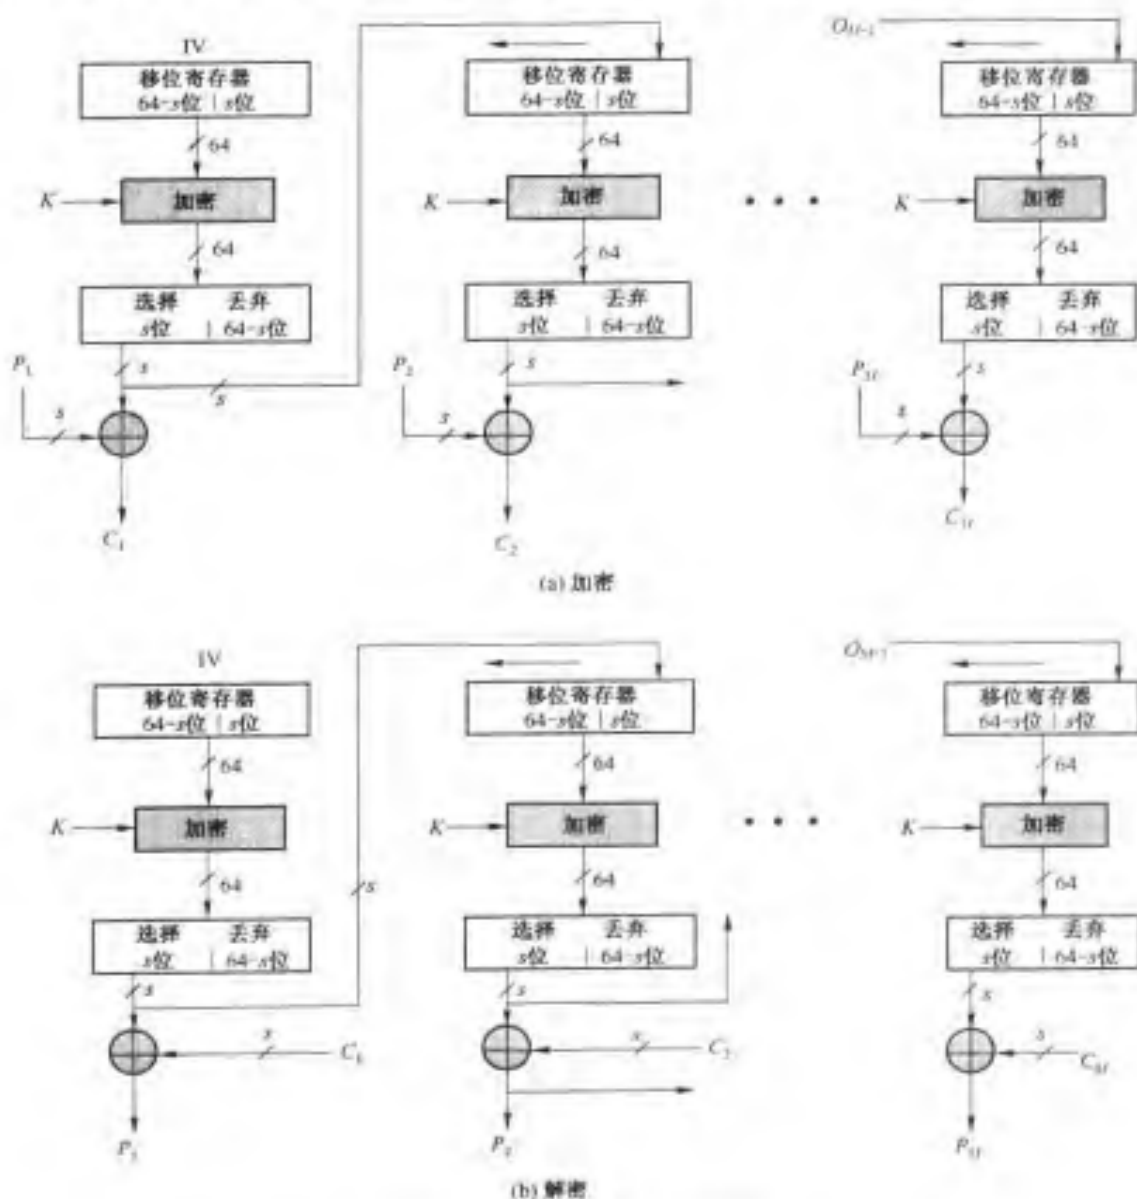 IV
O_{M-1}
移位寄存器
64-s位 | s位
移位寄存器
64-s位 | s位
移位寄存器
64-s位 | s位
64
64
64
K
加密
K
加密
K
加密
64
64
64
选择 丢弃
s位 | 64-s位
选择 丢弃
s位 | 64-s位
选择 丢弃
s位 | 64-s位
P₁
s
s
P₂
s
P_M
s
s
s
s
C₁
C₂
C_M
(a) 加密
IV
O_{M-1}
移位寄存器
64-s位 | s位
移位寄存器
64-s位 | s位
移位寄存器
64-s位 | s位
64
64
64
K
加密
K
加密
K
加密
64
s
64
64
选择 丢弃
s位 | 64-s位
选择 丢弃
s位 | 64-s位
选择 丢弃
s位 | 64-s位
s
s
s
s
C₁
s
C₂
s
C_M
P₁
P₂
P_M
(b) 解密